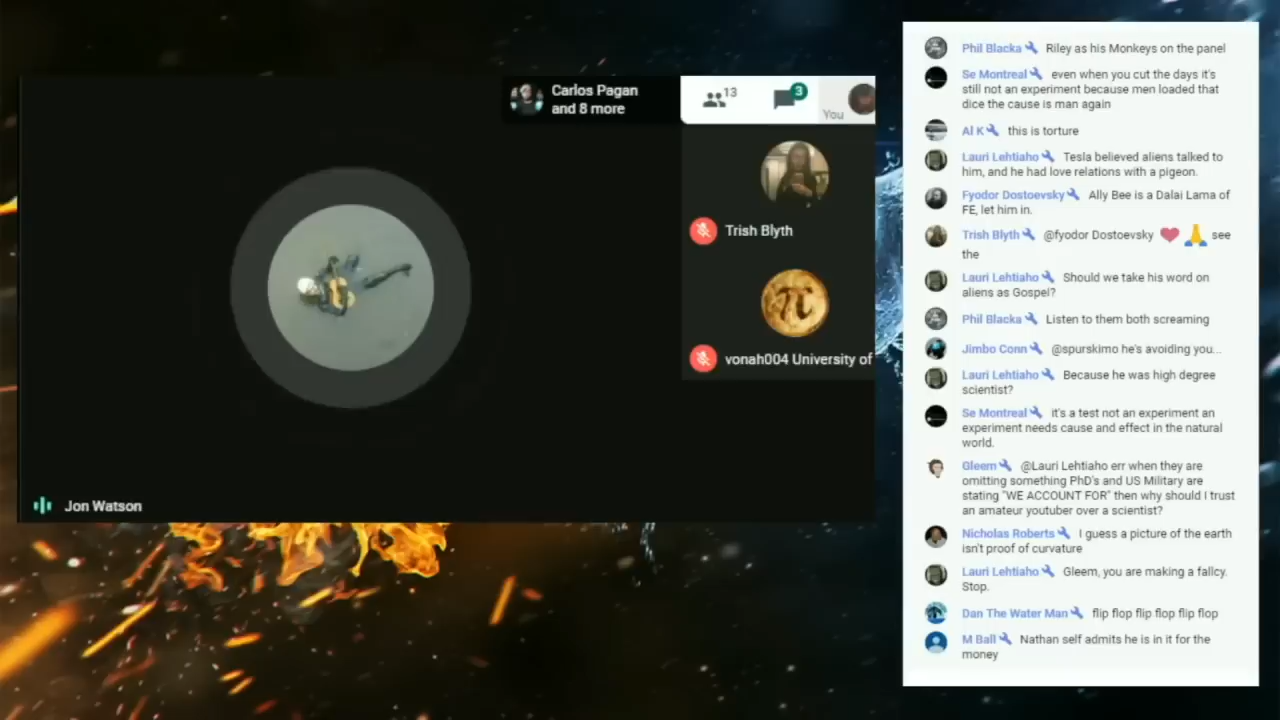 Carlos Pagan
and 8 more
13
3
You
Trish Blyth
vonah004 University of
Jon Watson
Phil Blacka Riley as his Monkeys on the panel
Se Montreal even when you cut the days it's
still not an experiment because men loaded that
dice the cause is man again
Al K this is torture
Lauri Lehtiaho Tesla believed aliens talked to
him, and he had love relations with a pigeon.
Fyodor Dostoevsky Ally Bee is a Dalai Lama of
FE, let him in.
Trish Blyth @fyodor Dostoevsky ❤️ 🙏 see
the
Lauri Lehtiaho Should we take his word on
aliens as Gospel?
Phil Blacka Listen to them both screaming
Jimbo Conn @spurskimo he's avoiding you...
Lauri Lehtiaho Because he was high degree
scientist?
Se Montreal it's a test not an experiment an
experiment needs cause and effect in the natural
world.
Gleem @Lauri Lehtiaho err when they are
omitting something PhD's and US Military are
stating "WE ACCOUNT FOR" then why should I trust
an amateur youtuber over a scientist?
Nicholas Roberts I guess a picture of the earth
isn't proof of curvature
Lauri Lehtiaho Gleem, you are making a fallcy.
Stop.
Dan The Water Man flip flop flip flop flip flop
M Ball Nathan self admits he is in it for the
money